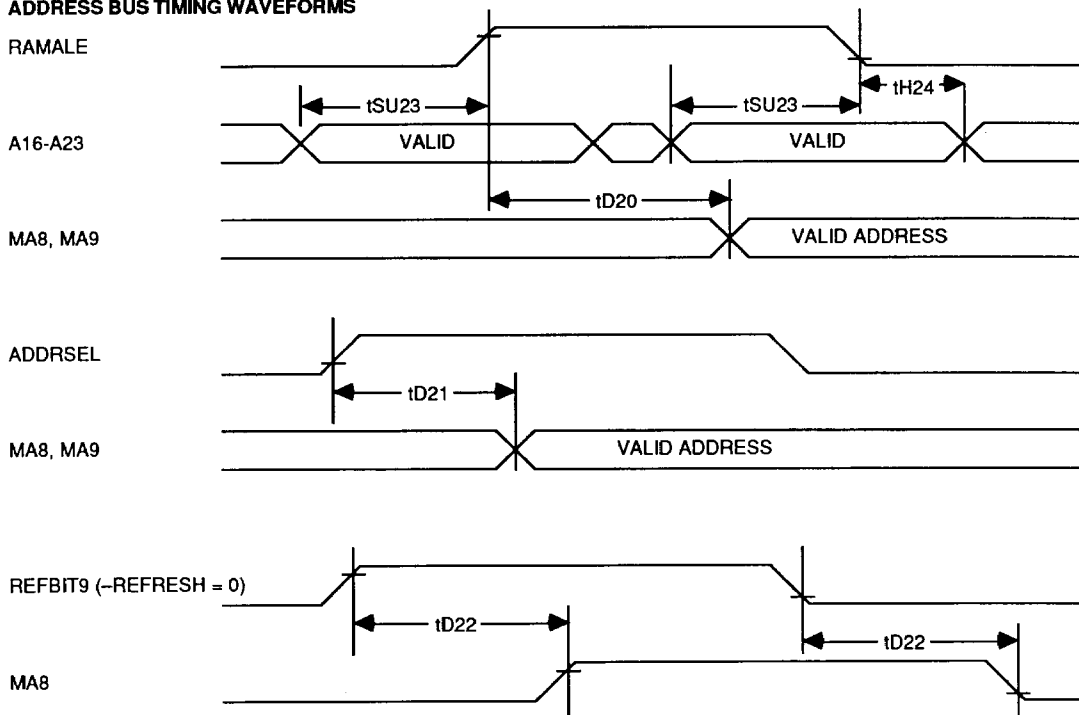 ADDRESS BUS TIMING WAVEFORMS
RAMALE
tH24
tSU23
tSU23
A16-A23
VALID
VALID
tD20
MA8, MA9
VALID ADDRESS
ADDRSEL
tD21
MA8, MA9
VALID ADDRESS
REFBIT9 (–REFRESH = 0)
tD22
tD22
MA8